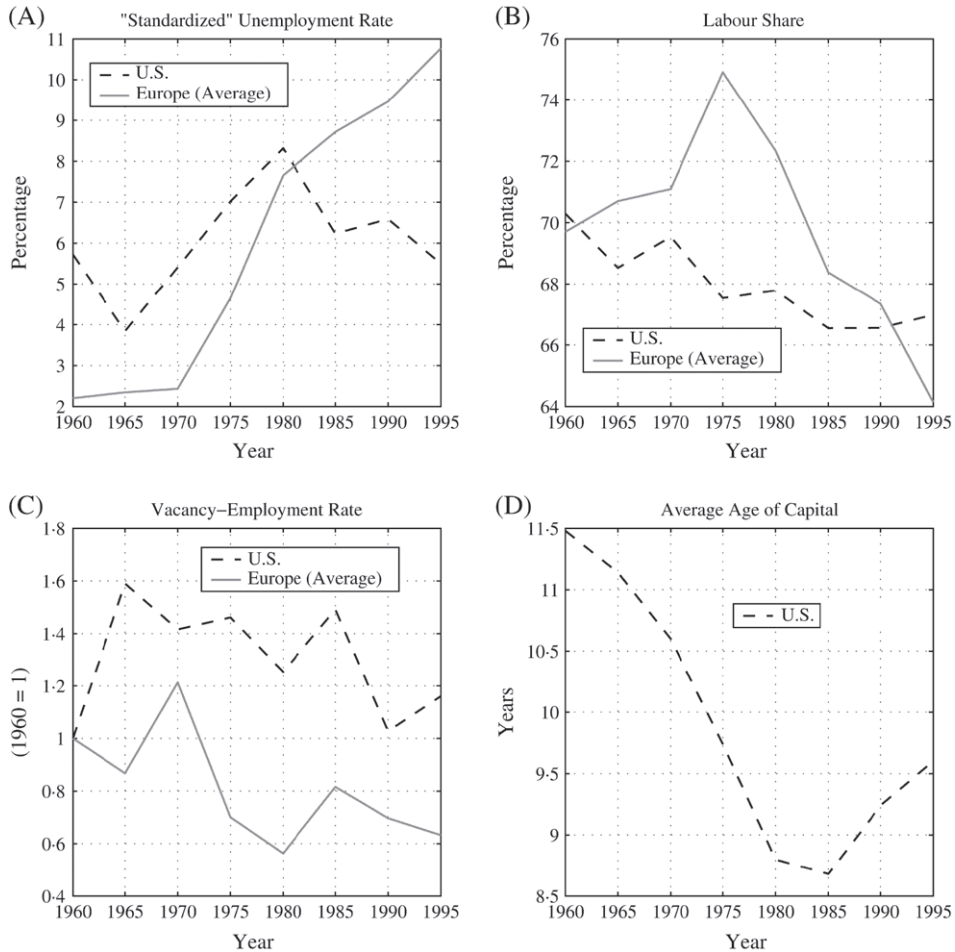 (A)
"Standardized" Unemployment Rate
11
10
9
8
7
6
5
4
3
2
Percentage
U.S.
Europe (Average)
1960 1965 1970 1975 1980 1985 1990 1995
Year
(B)
Labour Share
76
74
72
70
68
66
64
Percentage
U.S.
Europe (Average)
1960 1965 1970 1975 1980 1985 1990 1995
Year
(C)
Vacancy−Employment Rate
1·8
1·6
1·4
1·2
1
0·8
0·6
0·4
(1960 = 1)
U.S.
Europe (Average)
1960 1965 1970 1975 1980 1985 1990 1995
Year
(D)
Average Age of Capital
11·5
11
10·5
10
9·5
9
8·5
Years
U.S.
1960 1965 1970 1975 1980 1985 1990 1995
Year